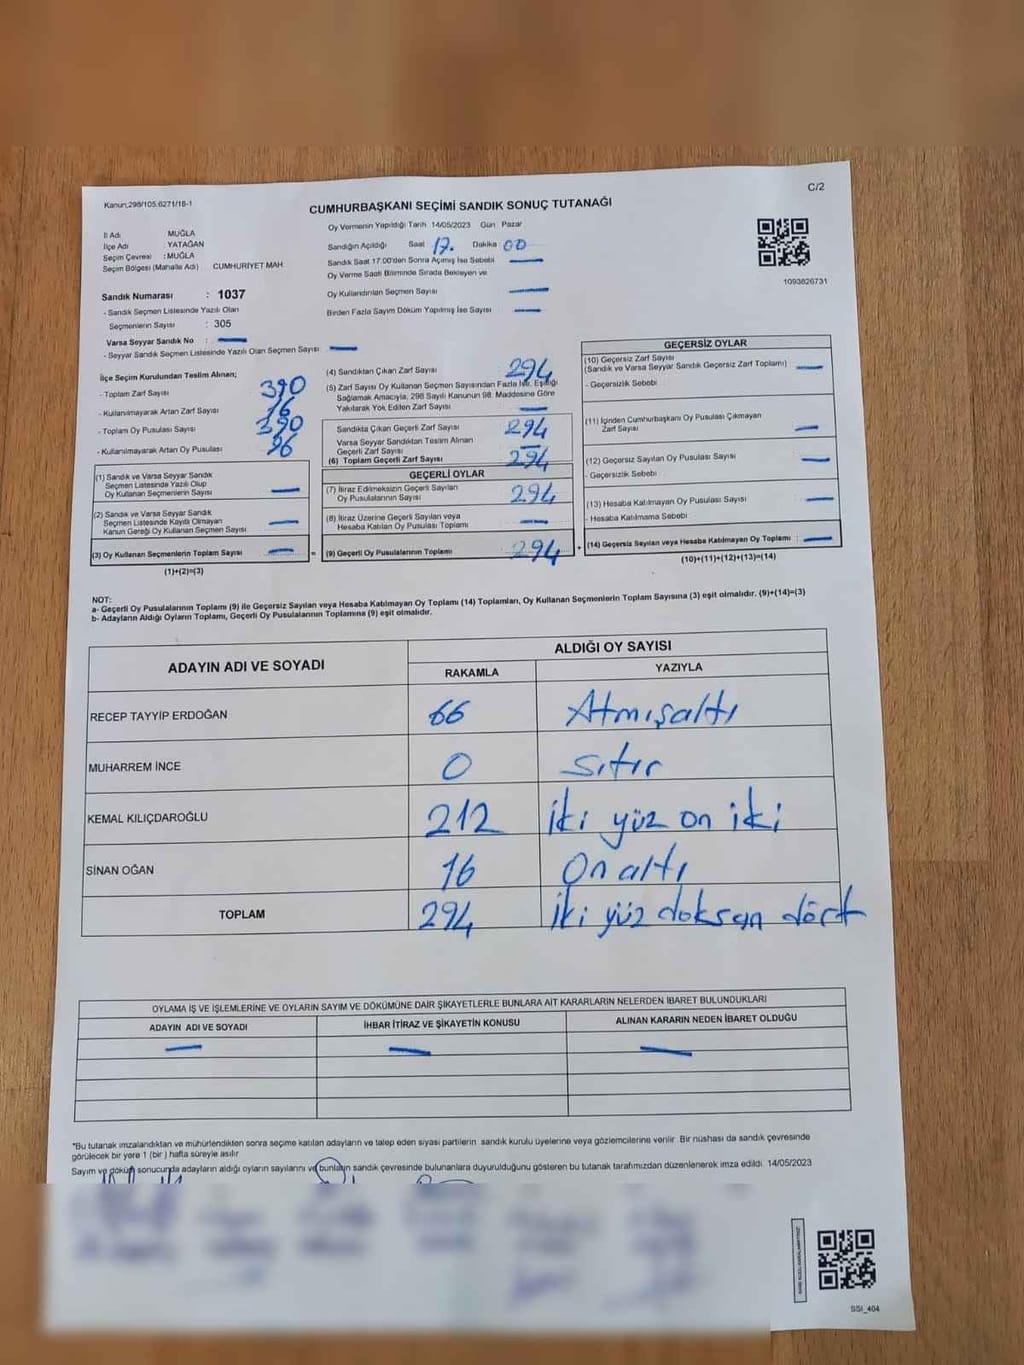 C/2
Kanun;298/105.6271/18-1
CUMHURBAŞKANI SEÇİMİ SANDIK SONUÇ TUTANAĞI
İl Adı MUĞLA
İlçe Adı : YATAĞAN
Seçim Çevresi : MUĞLA
Seçim Bölgesi (Mahalle Adı) CUMHURİYET MAH
Sandık Numarası : 1037
- Sandık Seçmen Listesinde Yazılı Olan
Seçmenlerin Sayısı : 305
Varsa Seyyar Sandık No :
- Seyyar Sandık Seçmen Listesinde Yazılı Olan Seçmen Sayısı
Oy Vermenin Yapıldığı Tarih 14/05/2023 Gün Pazar
Sandığın Açıldığı Saat 17. Dakika : 00
Sandık Saat 17.00'den Sonra Açılmış İse Sebebi
Oy Verme Saati Bitiminde Sırada Bekleyen ve
Oy Kullandırılan Seçmen Sayısı
Birden Fazla Sayım Döküm Yapılmış İse Sayısı
1093826731
İlçe Seçim Kurulundan Teslim Alınan;
- Toplam Zarf Sayısı 390
- Kullanılmayarak Artan Zarf Sayısı
- Toplam Oy Pusulası Sayısı 390
- Kullanılmayarak Artan Oy Pusulası 96
(1) Sandık ve Varsa Seyyar Sandık
Seçmen Listesinde Yazılı Olup
Oy Kullanan Seçmenlerin Sayısı
(2) Sandık ve Varsa Seyyar Sandık
Seçmen Listesinde Kayıtlı Olmayan
Kanun Gereği Oy Kullanan Seçmen Sayısı
(3) Oy Kullanan Seçmenlerin Toplam Sayısı
(1)+(2)=(3)
(4) Sandıktan Çıkan Zarf Sayısı 294
(5) Zarf Sayısı Oy Kullanan Seçmen Sayısından Fazla İse, Eşitliği
Sağlamak Amacıyla, 298 Sayılı Kanunun 98. Maddesine Göre
Yakılarak Yok Edilen Zarf Sayısı
Sandıkta Çıkan Geçerli Zarf Sayısı 294
Varsa Seyyar Sandıktan Teslim Alınan
Geçerli Zarf Sayısı
(6) Toplam Geçerli Zarf Sayısı 294
GEÇERLİ OYLAR
(7) İtiraz Edilmeksizin Geçerli Sayılan
Oy Pusulalarının Sayısı 294
(8) İtiraz Üzerine Geçerli Sayılan veya
Hesaba Katılan Oy Pusulası Toplamı
= (9) Geçerli Oy Pusulalarının Toplamı 294
GEÇERSİZ OYLAR
(10) Geçersiz Zarf Sayısı
(Sandık ve Varsa Seyyar Sandık Geçersiz Zarf Toplamı)
- Geçersizlik Sebebi
(11) İçinden Cumhurbaşkanı Oy Pusulası Çıkmayan
Zarf Sayısı
(12) Geçersiz Sayılan Oy Pusulası Sayısı
- Geçersizlik Sebebi
(13) Hesaba Katılmayan Oy Pusulası Sayısı
- Hesaba Katılmama Sebebi
+ (14) Geçersiz Sayılan veya Hesaba Katılmayan Oy Toplamı :
(10)+(11)+(12)+(13)=(14)
NOT:
a- Geçerli Oy Pusulalarının Toplamı (9) ile Geçersiz Sayılan veya Hesaba Katılmayan Oy Toplamı (14) Toplamları, Oy Kullanan Seçmenlerin Toplam Sayısına (3) eşit olmalıdır. (9)+(14)=(3)
b- Adayların Aldığı Oyların Toplamı, Geçerli Oy Pusulalarının Toplamına (9) eşit olmalıdır.
ADAYIN ADI VE SOYADI
ALDIĞI OY SAYISI
RAKAMLA YAZIYLA
RECEP TAYYİP ERDOĞAN 66 Atmışaltı
MUHARREM İNCE 0 Sıfır
KEMAL KILIÇDAROĞLU 212 iki yüz on iki
SİNAN OĞAN 16 On altı
TOPLAM 294 iki yüz doksan dört
OYLAMA İŞ VE İŞLEMLERİNE VE OYLARIN SAYIM VE DÖKÜMÜNE DAİR ŞİKAYETLERLE BUNLARA AİT KARARLARIN NELERDEN İBARET BULUNDUKLARI
ADAYIN ADI VE SOYADI İHBAR İTİRAZ VE ŞİKAYETİN KONUSU ALINAN KARARIN NEDEN İBARET OLDUĞU
*Bu tutanak imzalandıktan ve mühürlendikten sonra seçime katılan adayların ve talep eden siyasi partilerin sandık kurulu üyelerine veya gözlemcilerine verilir Bir nüshası da sandık çevresinde
görülecek bir yere 1 (bir ) hafta süreyle asılır
Sayım ve döküm sonucunda adayların aldığı oyların sayılarını ve bunların sandık çevresinde bulunanlara duyurulduğunu gösteren bu tutanak tarafımızdan düzenlenerek imza edildi 14/05/2023
SSI_404